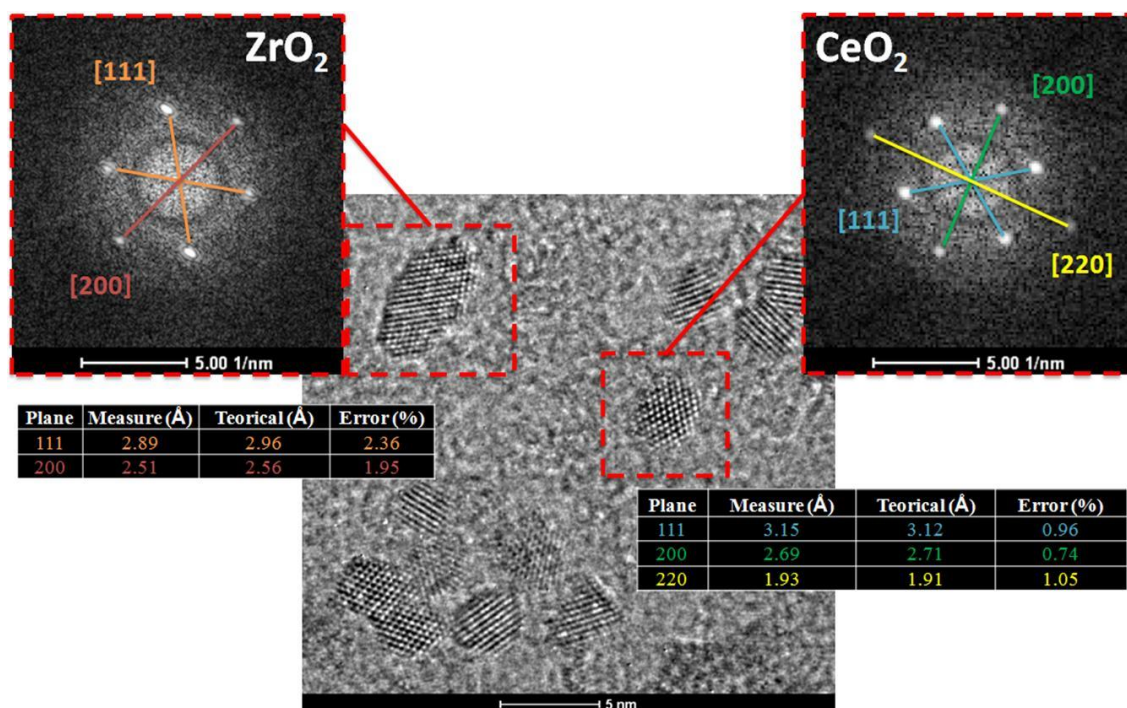 ZrO₂
[111]
[200]
5.00 1/nm
CeO₂
[200]
[111]
[220]
5.00 1/nm
Plane Measure (Å) Teorical (Å) Error (%)
111 2.89 2.96 2.36
200 2.51 2.56 1.95
Plane Measure (Å) Teorical (Å) Error (%)
111 3.15 3.12 0.96
200 2.69 2.71 0.74
220 1.93 1.91 1.05
5 nm